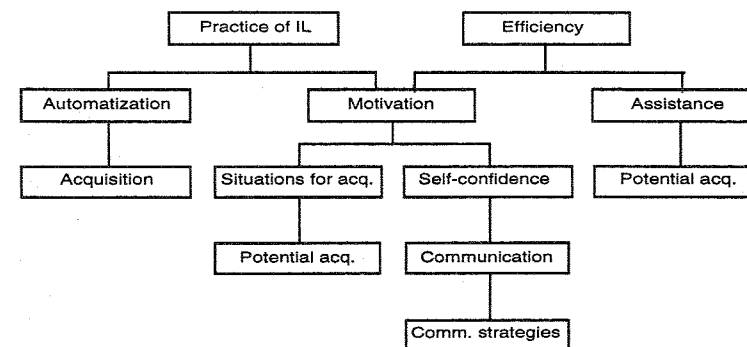 Practice of IL
Efficiency
Automatization
Motivation
Assistance
Acquisition
Situations for acq.
Self-confidence
Potential acq.
Potential acq.
Communication
Comm. strategies